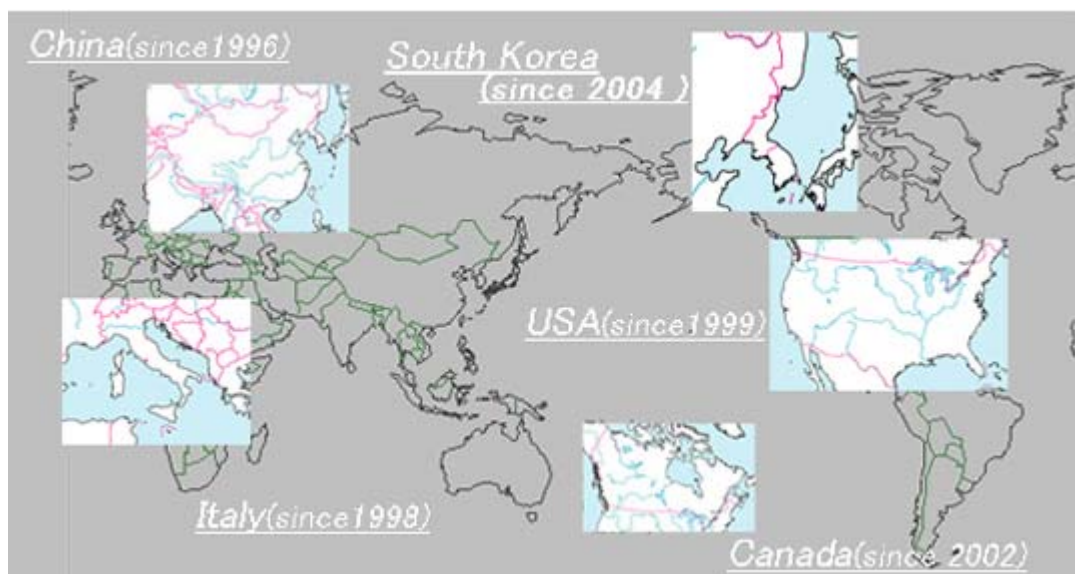 China(since1996)
South Korea
(since 2004 )
USA(since1999)
Italy(since1998)
Canada(since 2002)